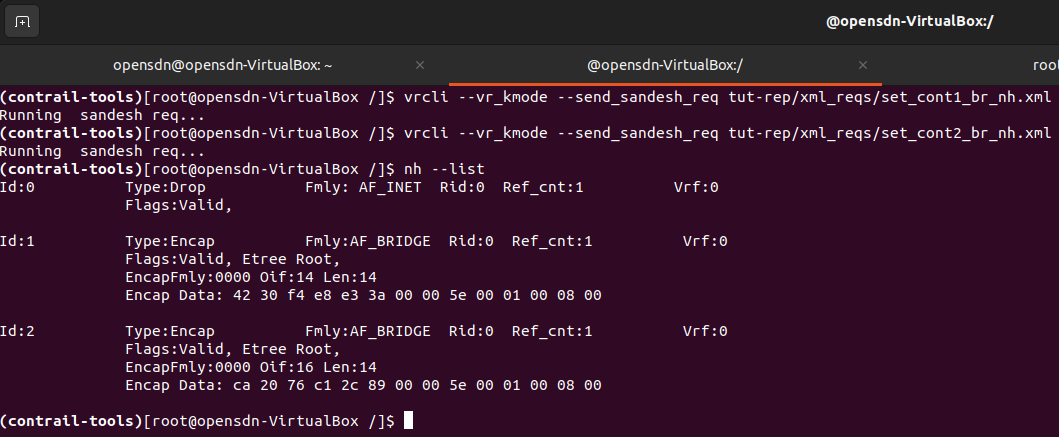 @opensdn-VirtualBox:/
opensdn@opensdn-VirtualBox: ~ × @opensdn-VirtualBox:/ × roo
(contrail-tools)[root@opensdn-VirtualBox /]$ vrcli --vr_kmode --send_sandesh_req tut-rep/xml_reqs/set_cont1_br_nh.xml
Running  sandesh req...
(contrail-tools)[root@opensdn-VirtualBox /]$ vrcli --vr_kmode --send_sandesh_req tut-rep/xml_reqs/set_cont2_br_nh.xml
Running  sandesh req...
(contrail-tools)[root@opensdn-VirtualBox /]$ nh --list
Id:0          Type:Drop           Fmly: AF_INET  Rid:0  Ref_cnt:1          Vrf:0
              Flags:Valid,
Id:1          Type:Encap          Fmly:AF_BRIDGE  Rid:0  Ref_cnt:1          Vrf:0
              Flags:Valid, Etree Root,
              EncapFmly:0000 Oif:14 Len:14
              Encap Data: 42 30 f4 e8 e3 3a 00 00 5e 00 01 00 08 00
Id:2          Type:Encap          Fmly:AF_BRIDGE  Rid:0  Ref_cnt:1          Vrf:0
              Flags:Valid, Etree Root,
              EncapFmly:0000 Oif:16 Len:14
              Encap Data: ca 20 76 c1 2c 89 00 00 5e 00 01 00 08 00
(contrail-tools)[root@opensdn-VirtualBox /]$